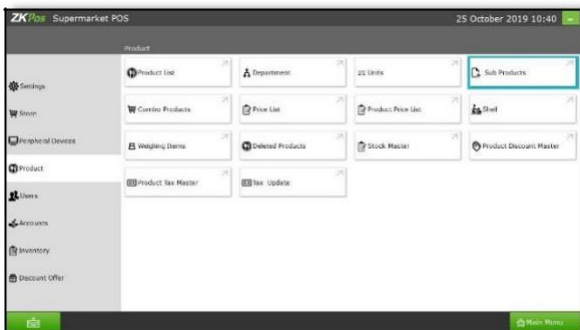 ZKPos Supermarket POS
25 October 2019 10:40
Product
Settings
Store
Peripheral Devices
Product
Users
Accounts
Inventory
Discount Offer
Product List
Department
Units
Sub Products
Combo Products
Price List
Product Price List
Shelf
Weighing Items
Deleted Products
Stock Master
Product Discount Master
Product Tax Master
Tax Update
Main Menu